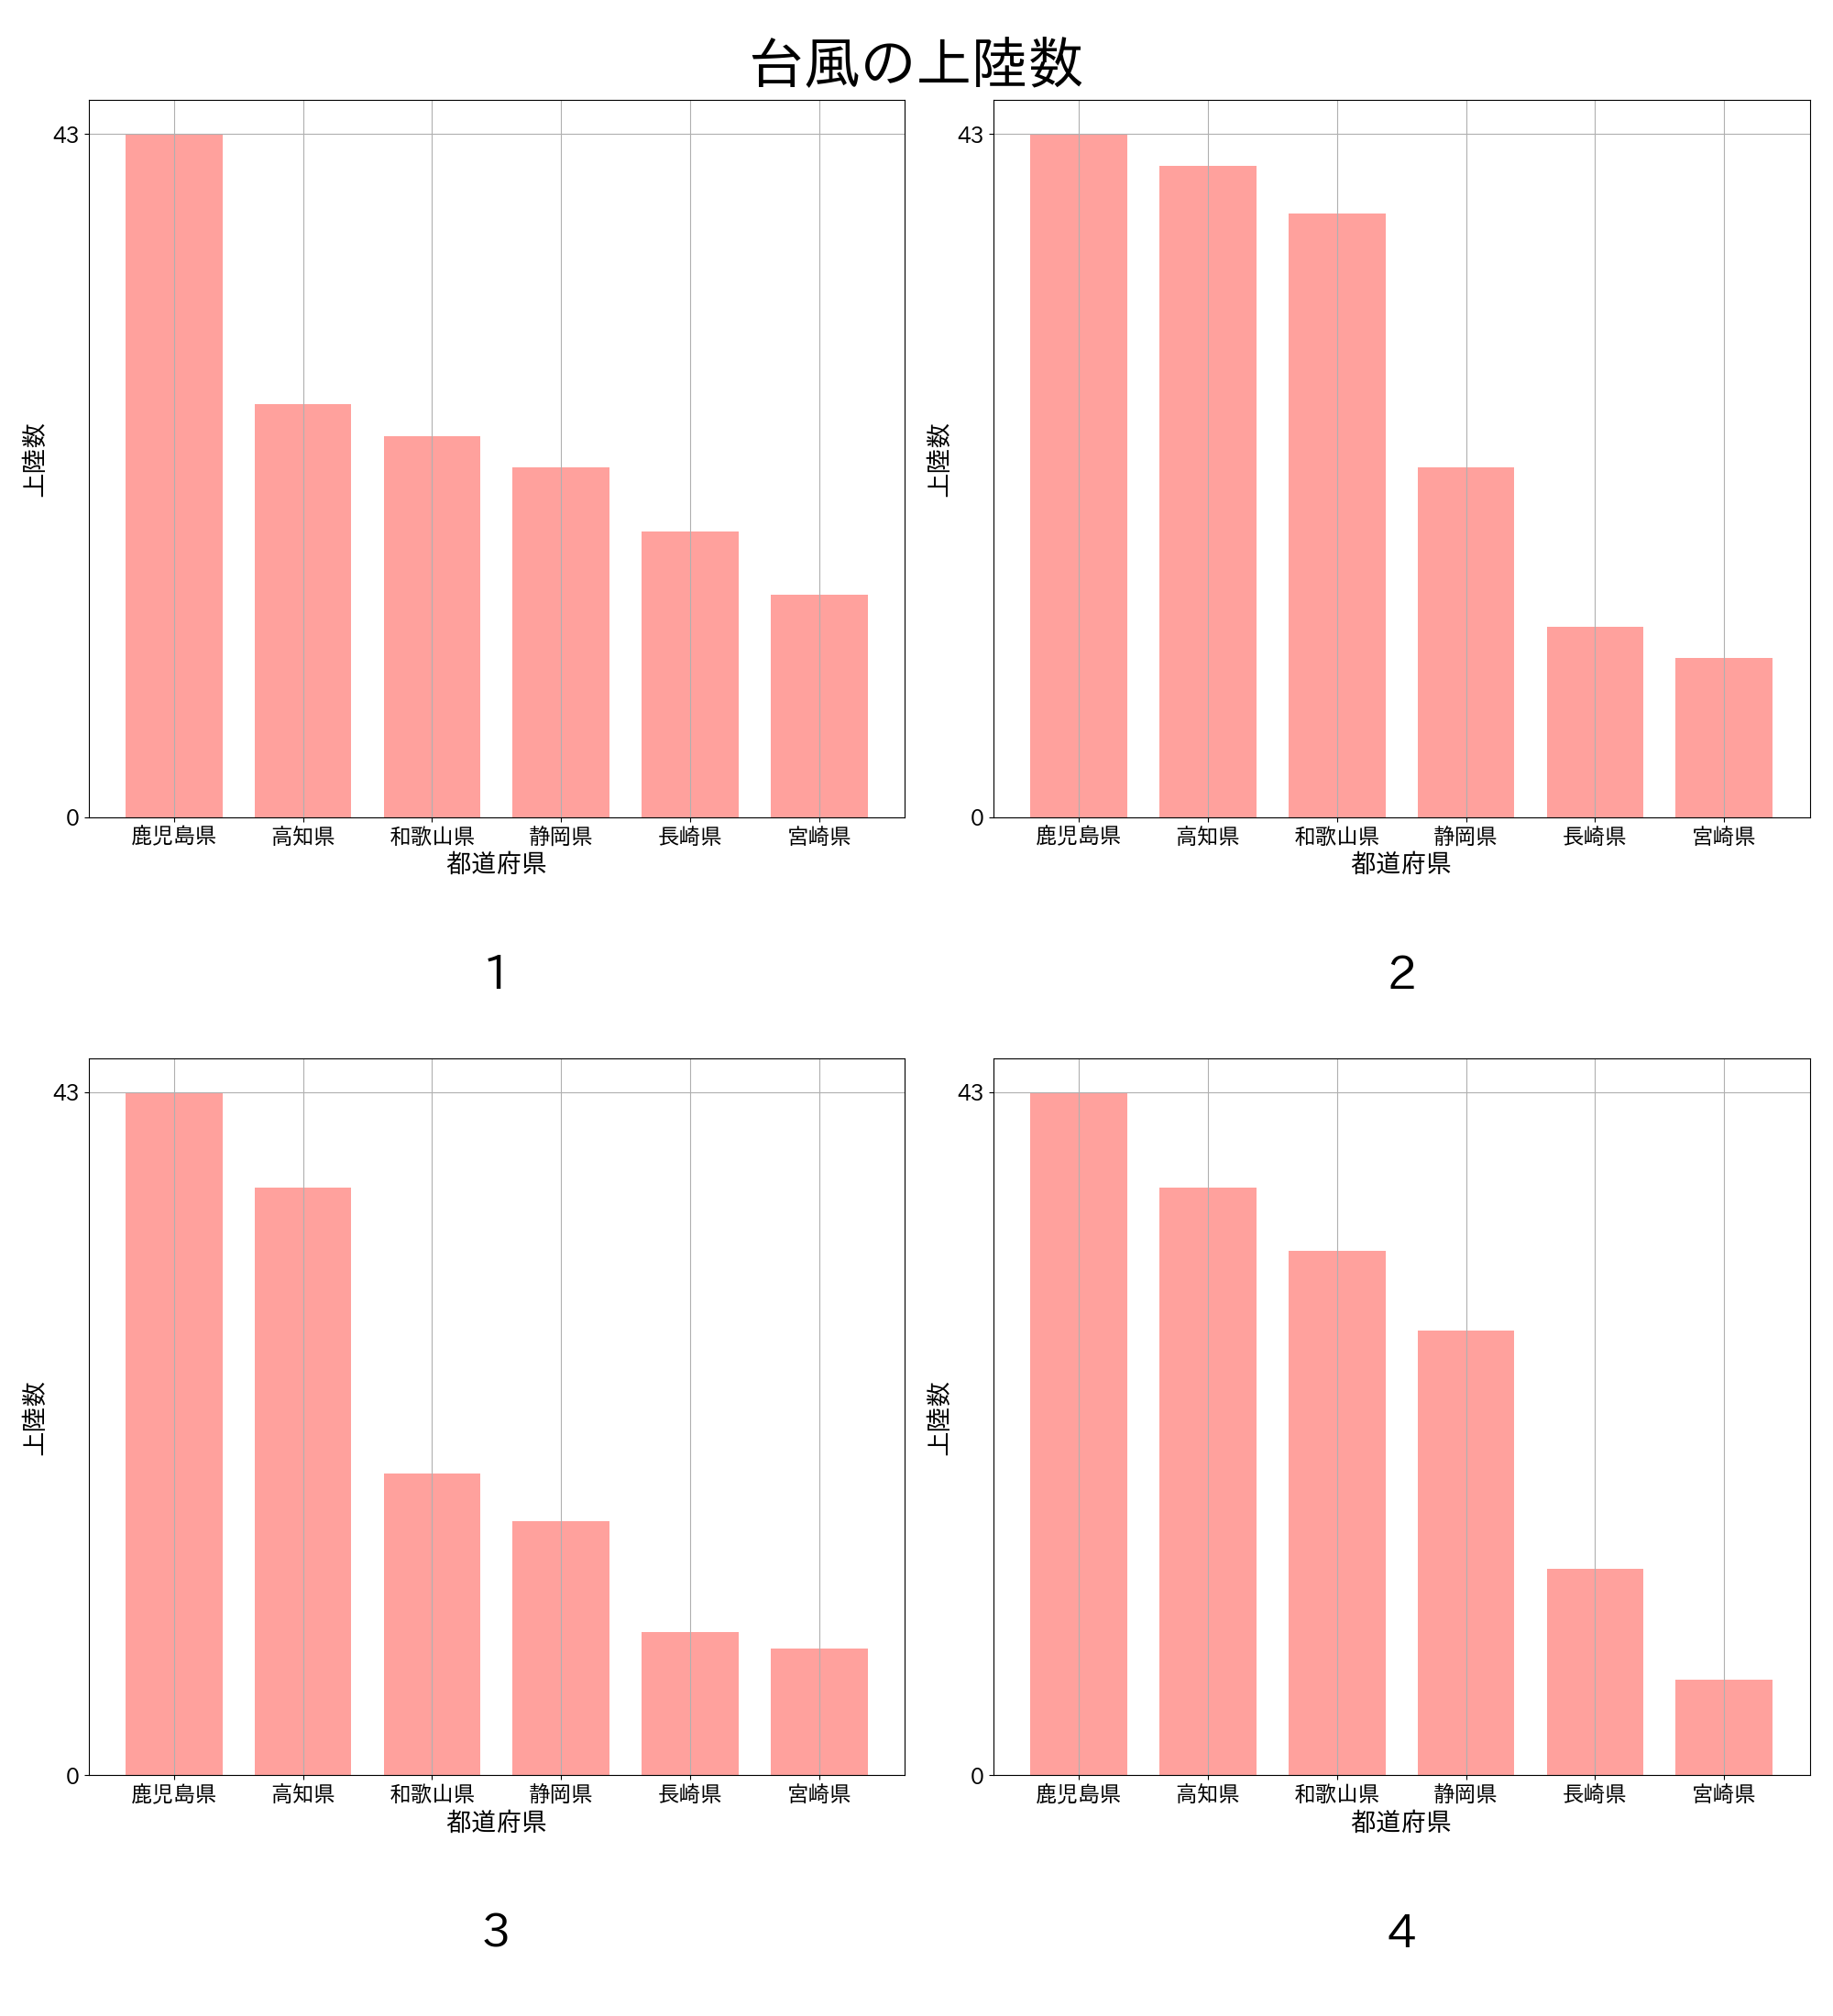 台風の上陸数
43
0
上陸数
鹿児島県 高知県 和歌山県 静岡県 長崎県 宮崎県
都道府県
1
43
0
上陸数
鹿児島県 高知県 和歌山県 静岡県 長崎県 宮崎県
都道府県
2
43
0
上陸数
鹿児島県 高知県 和歌山県 静岡県 長崎県 宮崎県
都道府県
3
43
0
上陸数
鹿児島県 高知県 和歌山県 静岡県 長崎県 宮崎県
都道府県
4